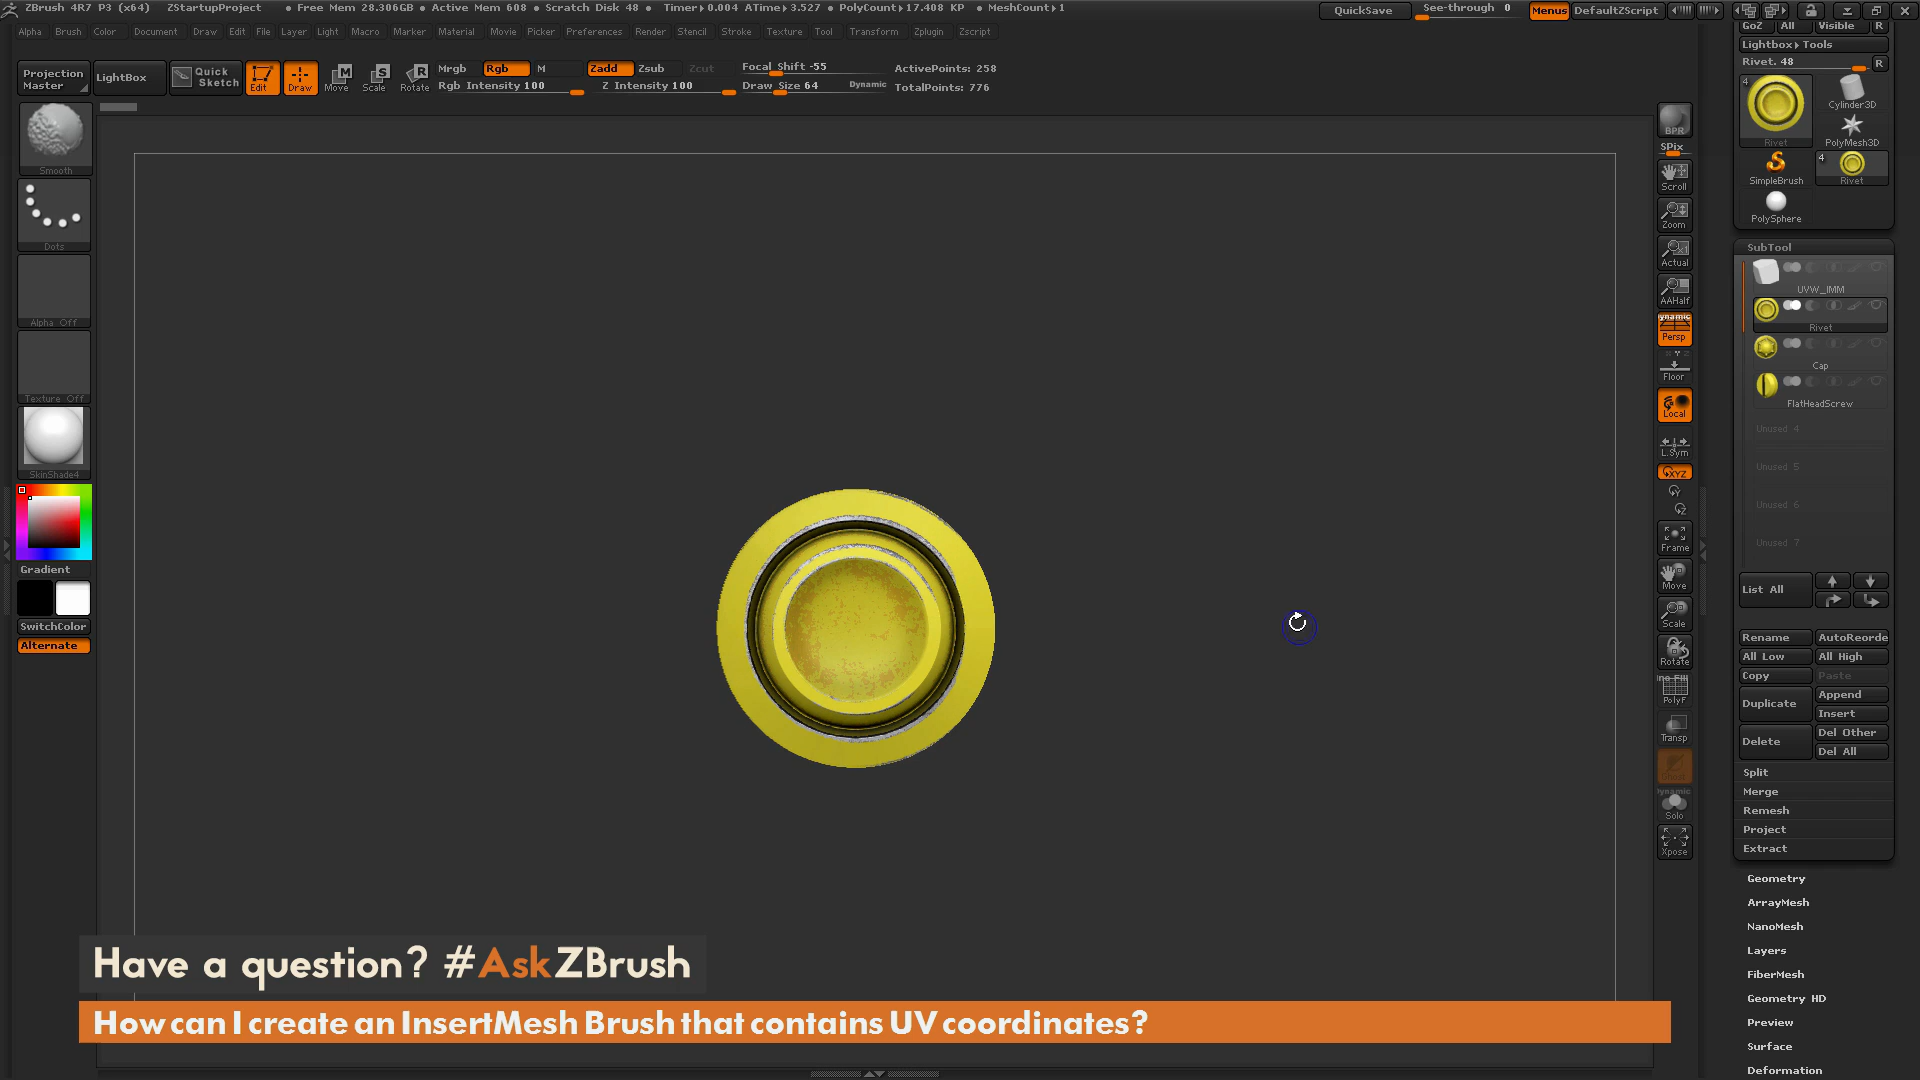 ZBrush 4R7 P3 (x64) ZStartupProject • Free Mem 28.306GB • Active Mem 608 • Scratch Disk 48 • Timer▸0.004 ATime▸3.527 • PolyCount▸17.408 KP • MeshCount▸1 QuickSave See-through 0 Menus DefaultZScript
Alpha Brush Color Document Draw Edit File Layer Light Macro Marker Material Movie Picker Preferences Render Stencil Stroke Texture Tool Transform Zplugin Zscript
Projection Master
LightBox
Quick Sketch
Edit
Draw
Move
Scale
Rotate
Mrgb Rgb M
Rgb Intensity 100
Zadd Zsub Zcut
Z Intensity 100
Focal Shift -55
Draw Size 64 Dynamic
ActivePoints: 258
TotalPoints: 776
Smooth
Dots
Alpha Off
Texture Off
SkinShade4
Gradient
SwitchColor
Alternate
BPR
SPix
Scroll
Zoom
Actual
AAHalf
Persp
Floor
Local
L.Sym
XYZ
Frame
Move
Scale
Rotate
PolyF
Transp
Ghost
Dynamic
Solo
Xpose
GoZ All Visible R
Lightbox▸Tools
Rivet. 48 R
4
Rivet
Cylinder3D
PolyMesh3D
SimpleBrush
4
Rivet
PolySphere
SubTool
UVW_IMM
Rivet
Cap
FlatHeadScrew
Unused 4
Unused 5
Unused 6
Unused 7
List All
Rename AutoReorde
All Low All High
Copy Paste
Duplicate Append
Insert
Delete Del Other
Del All
Split
Merge
Remesh
Project
Extract
Geometry
ArrayMesh
NanoMesh
Layers
FiberMesh
Geometry HD
Preview
Surface
Deformation
Have a question? #AskZBrush
How can I create an InsertMesh Brush that contains UV coordinates?